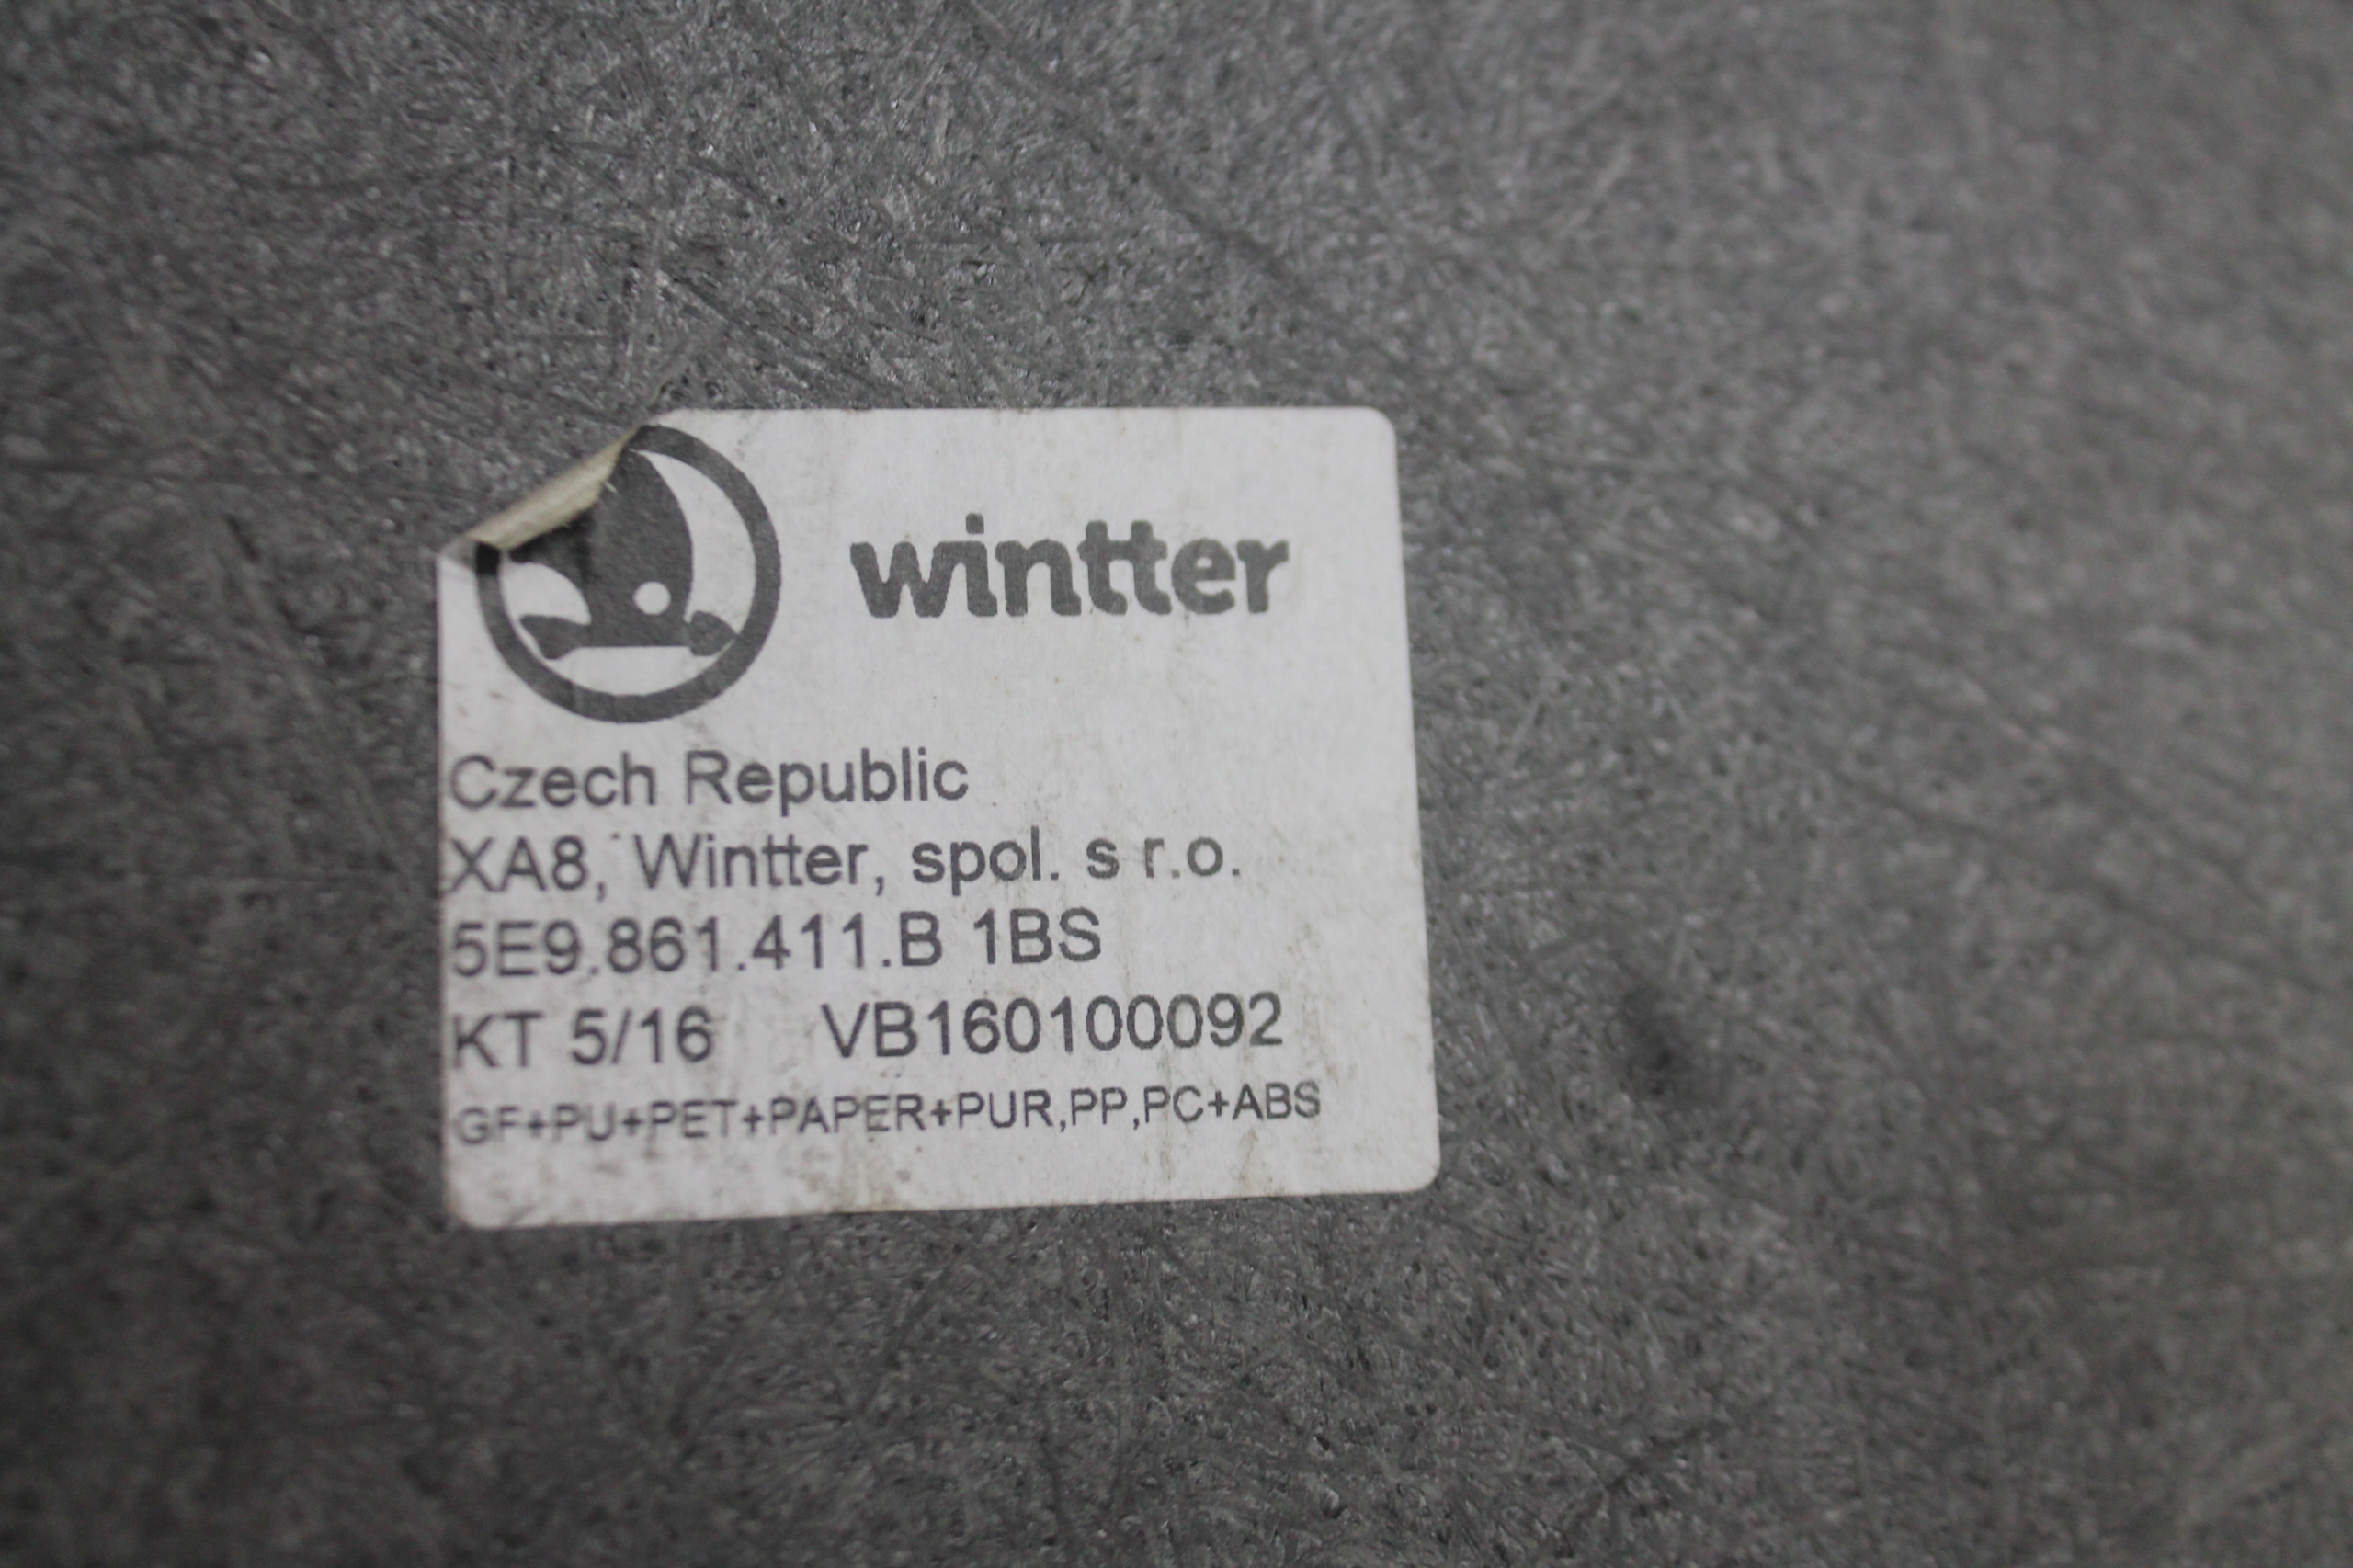 wintter
Czech Republic
XA8, Wintter, spol. s r.o.
5E9.861.411.B 1BS
KT 5/16 VB160100092
GF+PU+PET+PAPER+PUR,PP,PC+ABS